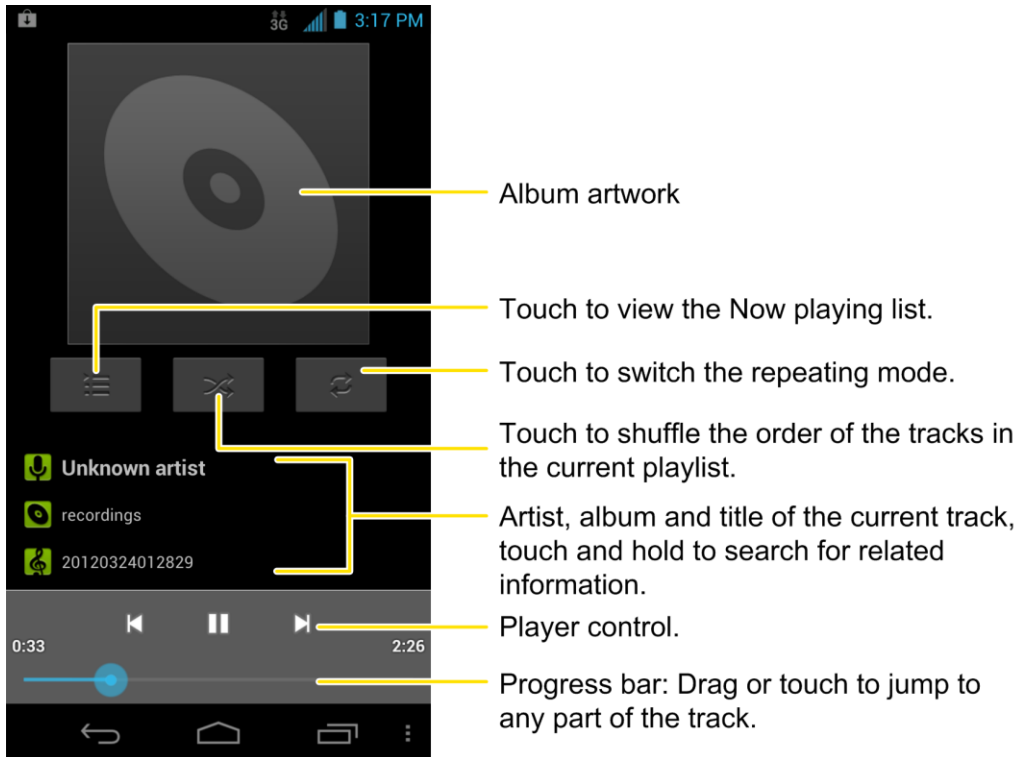 3G 3:17 PM
Album artwork
Touch to view the Now playing list.
Touch to switch the repeating mode.
Touch to shuffle the order of the tracks in
the current playlist.
Unknown artist
recordings
20120324012829
Artist, album and title of the current track,
touch and hold to search for related
information.
Player control.
0:33 2:26
Progress bar: Drag or touch to jump to
any part of the track.